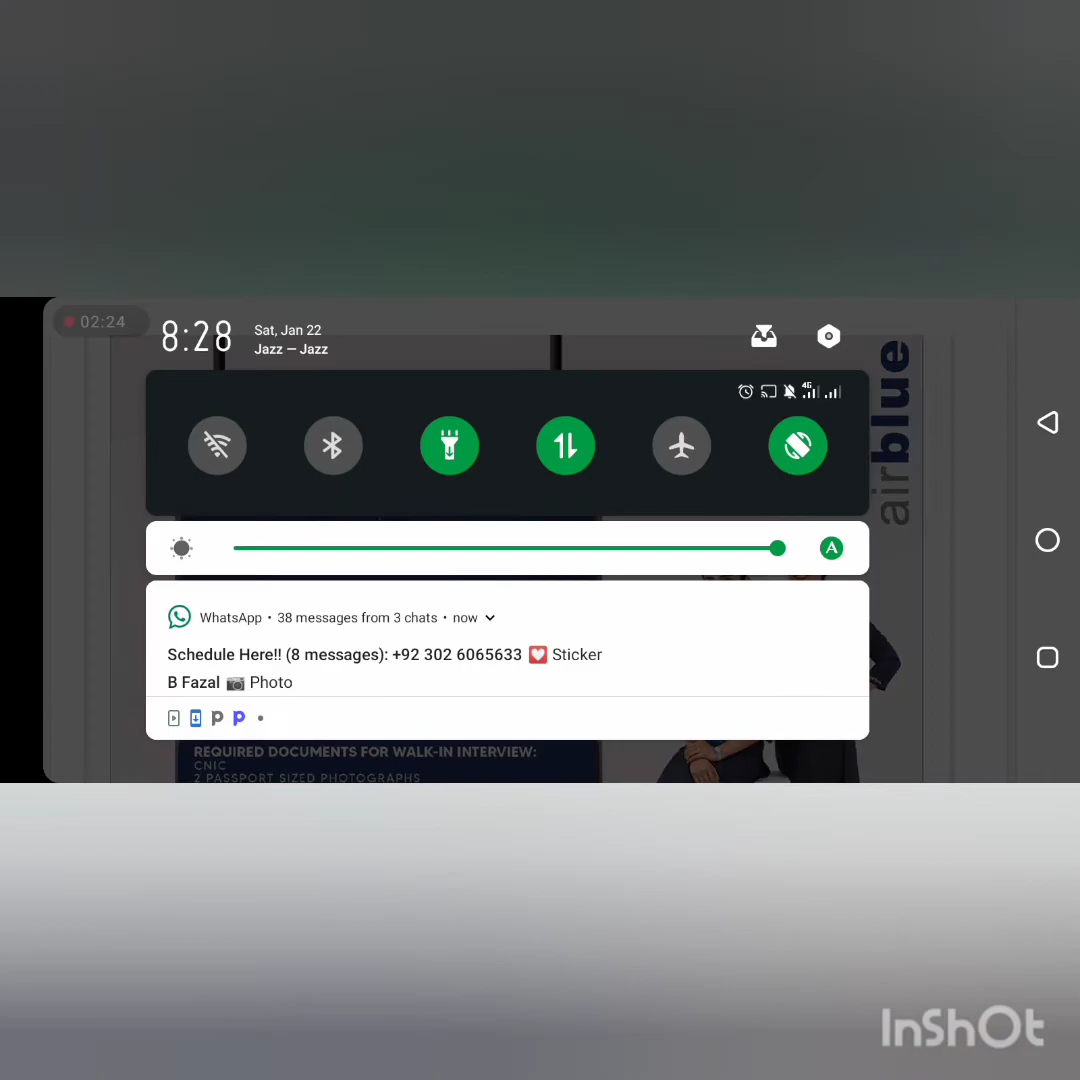 02:24
8:28
Sat, Jan 22
Jazz — Jazz
4G
airblue
A
WhatsApp • 38 messages from 3 chats • now
Schedule Here!! (8 messages): +92 302 6065633 ❤️ Sticker
B Fazal 📷 Photo
P P •
REQUIRED DOCUMENTS FOR WALK-IN INTERVIEW:
CNIC
2 PASSPORT SIZED PHOTOGRAPHS
InShOt